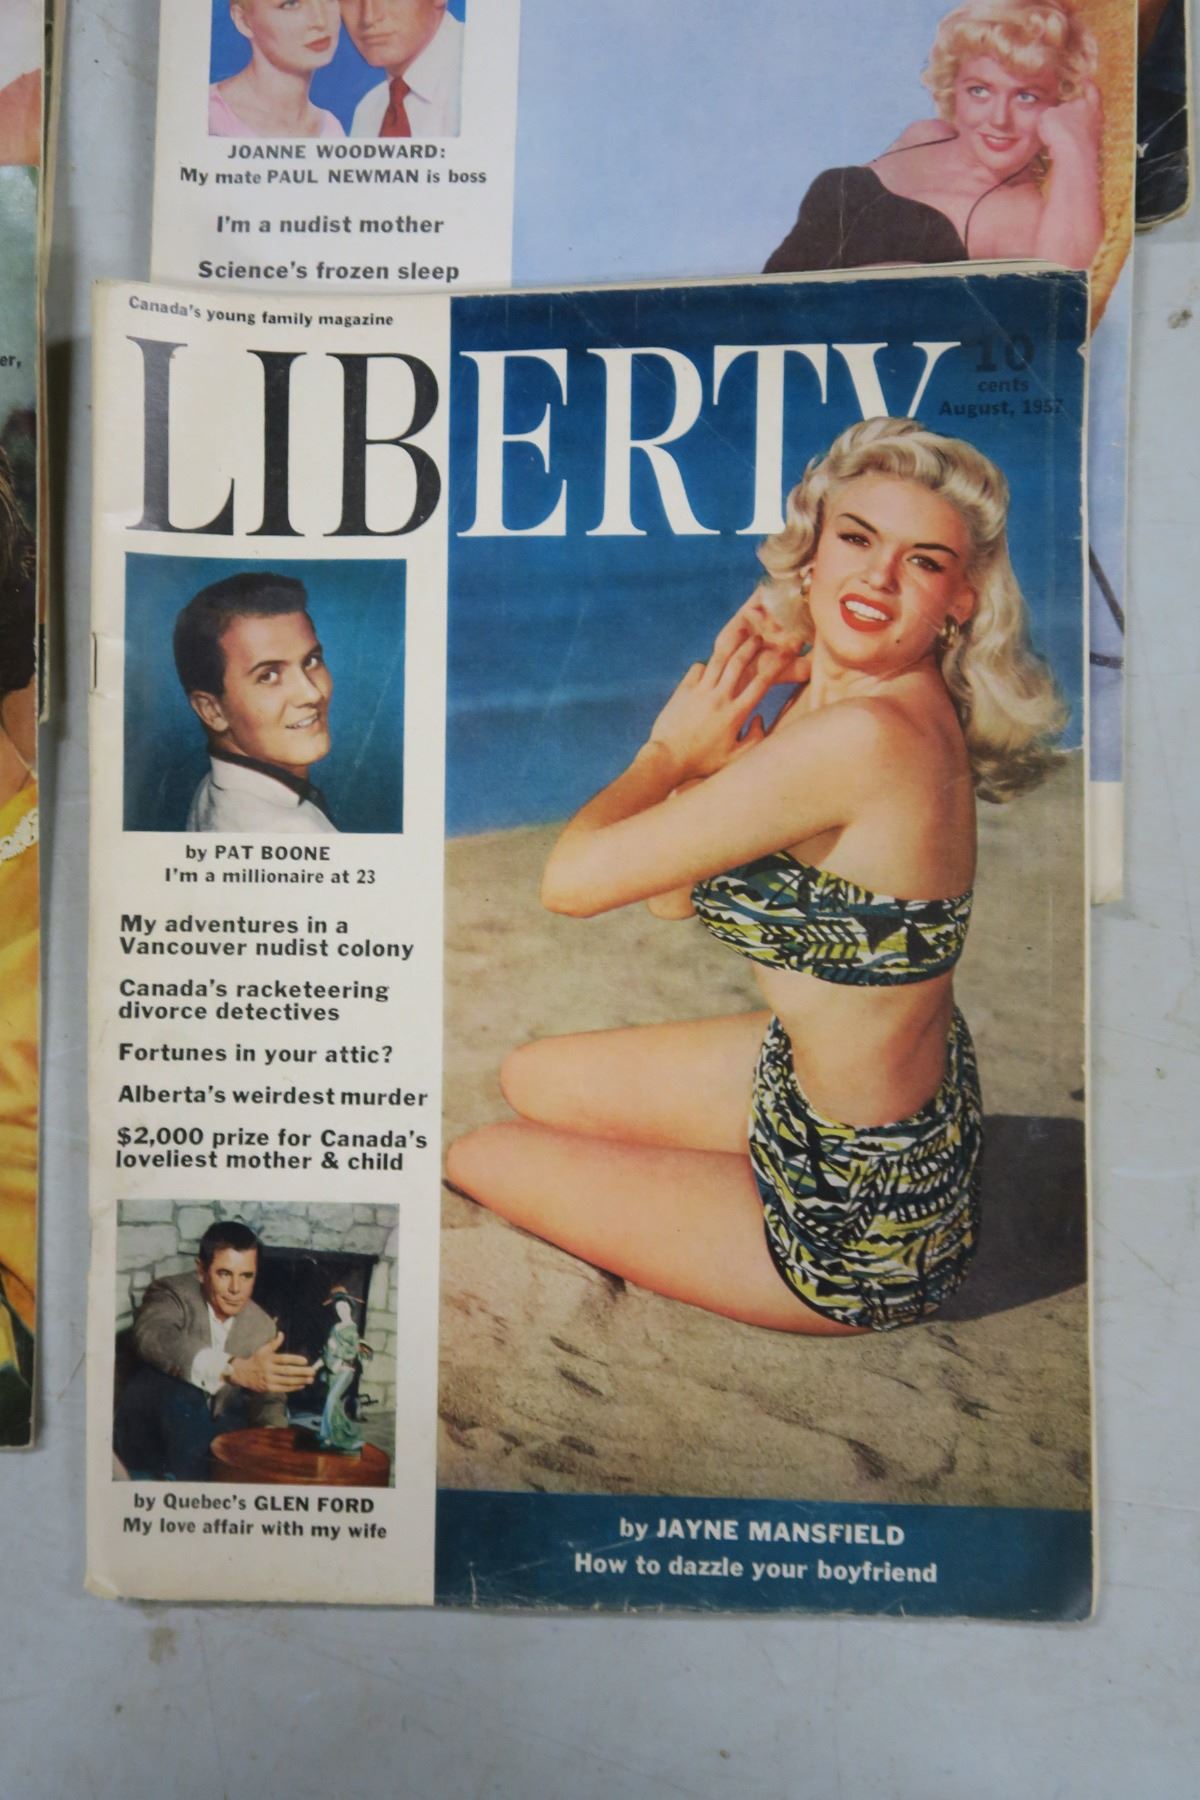 JOANNE WOODWARD:
My mate PAUL NEWMAN is boss
I'm a nudist mother
Science's frozen sleep
er,
Y
Canada's young family magazine
LIBERTY
10
cents
August, 1957
by PAT BOONE
I'm a millionaire at 23
My adventures in a
Vancouver nudist colony
Canada's racketeering
divorce detectives
Fortunes in your attic?
Alberta's weirdest murder
$2,000 prize for Canada's
loveliest mother & child
by Quebec's GLEN FORD
My love affair with my wife
by JAYNE MANSFIELD
How to dazzle your boyfriend